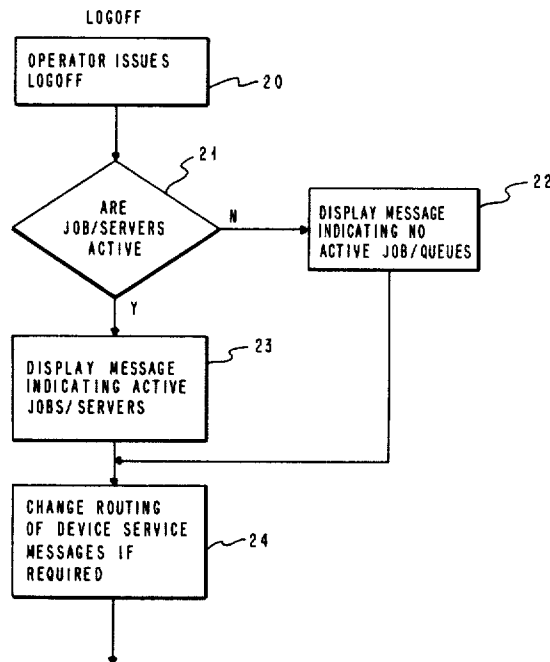 LOGOFF
OPERATOR ISSUES
LOGOFF
20
21
ARE
JOB/SERVERS
ACTIVE
N
22
DISPLAY MESSAGE
INDICATING NO
ACTIVE JOB/QUEUES
Y
23
DISPLAY MESSAGE
INDICATING ACTIVE
JOBS/SERVERS
CHANGE ROUTING
OF DEVICE SERVICE
MESSAGES IF
REQUIRED
24